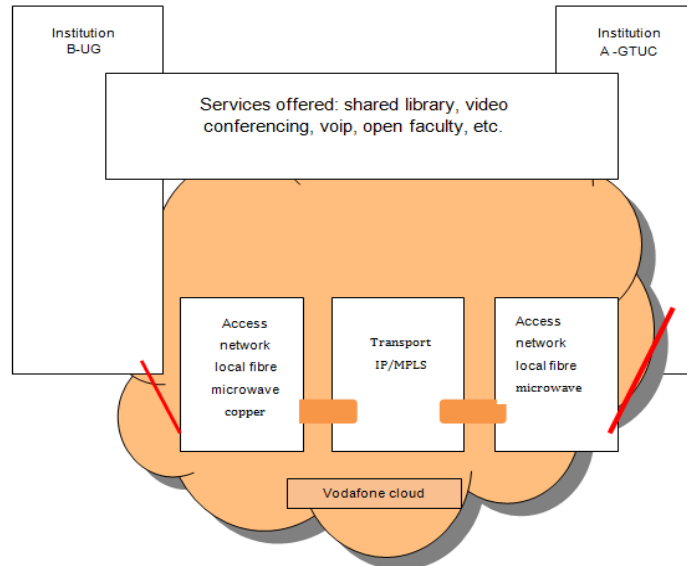 Institution
B-UG
Institution
A -GTUC
Services offered: shared library, video
conferencing, voip, open faculty, etc.
Access
network
local fibre
microwave
copper
Transport
IP/MPLS
Access
network
local fibre
microwave
Vodafone cloud